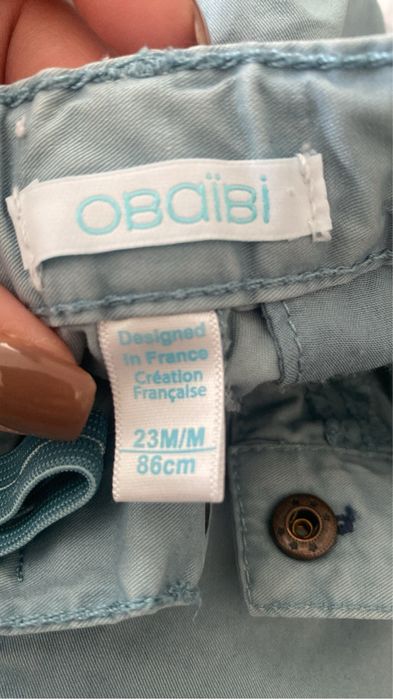 OBaïBi
Designed
in France
Création
Française
23M/M
86cm